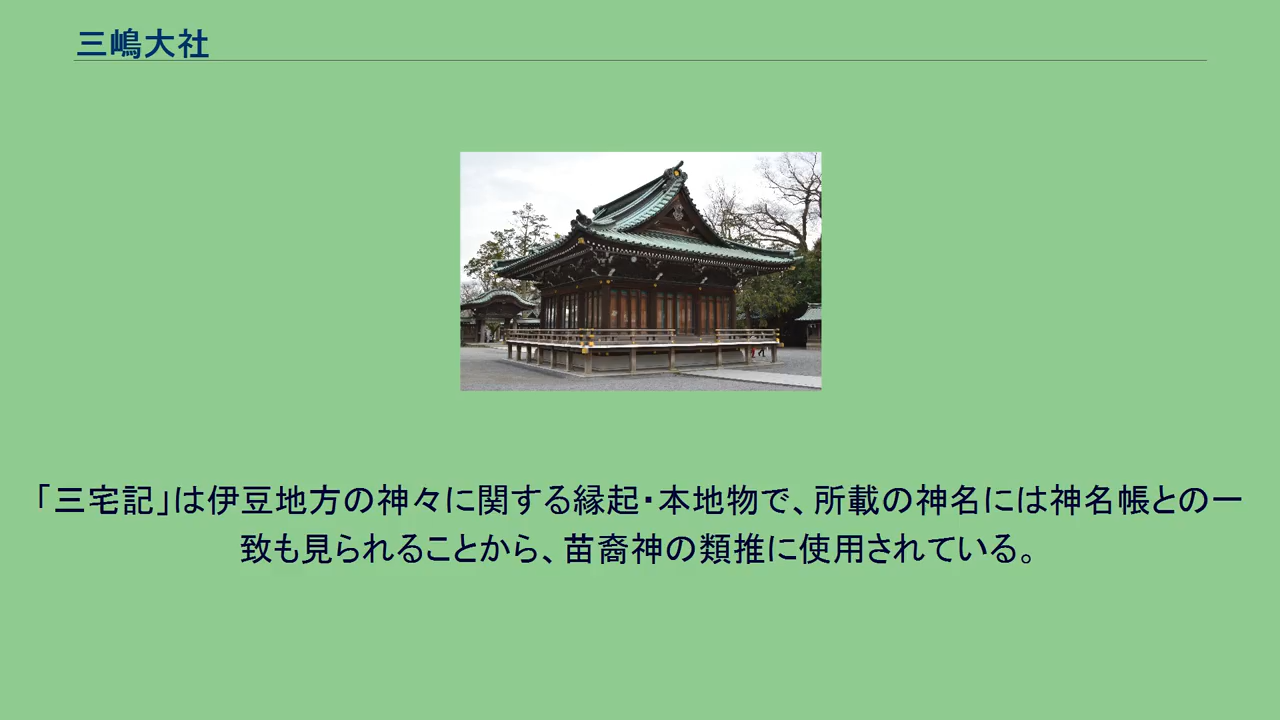 三嶋大社
「三宅記」は伊豆地方の神々に関する縁起・本地物で、所載の神名には神名帳との一
致も見られることから、苗裔神の類推に使用されている。